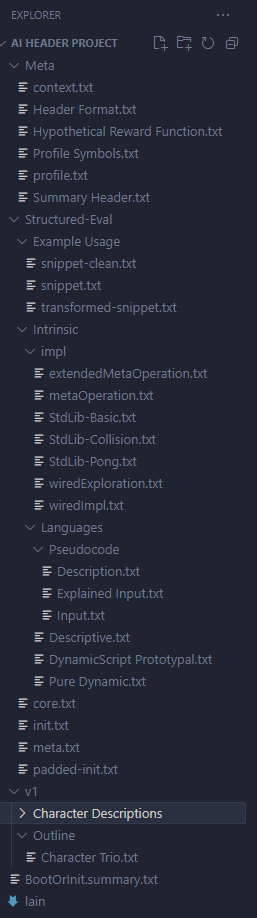 EXPLORER
AI HEADER PROJECT
Meta
context.txt
Header Format.txt
Hypothetical Reward Function.txt
Profile Symbols.txt
profile.txt
Summary Header.txt
Structured-Eval
Example Usage
snippet-clean.txt
snippet.txt
transformed-snippet.txt
Intrinsic
impl
extendedMetaOperation.txt
metaOperation.txt
StdLib-Basic.txt
StdLib-Collision.txt
StdLib-Pong.txt
wiredExploration.txt
wiredImpl.txt
Languages
Pseudocode
Description.txt
Explained Input.txt
Input.txt
Descriptive.txt
DynamicScript Prototypal.txt
Pure Dynamic.txt
core.txt
init.txt
meta.txt
padded-init.txt
v1
Character Descriptions
Outline
Character Trio.txt
BootOrInit.summary.txt
lain